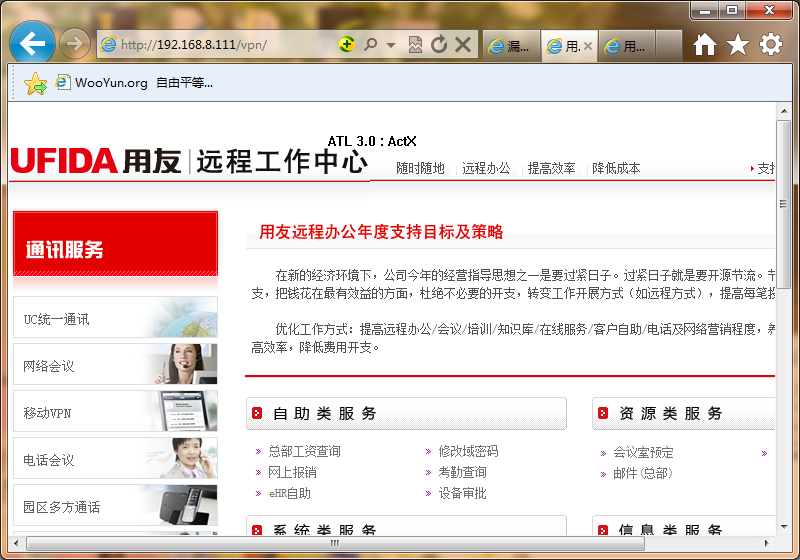 http://192.168.8.111/vpn/
漏...
用.
用...
WooYun.org 自由平等...
ATL 3.0 : ActX
UFIDA 用友 远程工作中心
随时随地 远程办公 提高效率 降低成本
通讯服务
UC统一通讯
网络会议
移动VPN
电话会议
园区多方通话
用友远程办公年度支持目标及策略
在新的经济环境下，公司今年的经营指导思想之一是要过紧日子。过紧日子就是要开源节流。
支，把钱花在最有效益的方面，杜绝不必要的开支，转变工作开展方式（如远程方式），提高每笔
优化工作方式：提高远程办公/会议/培训/知识库/在线服务/客户自助/电话及网络营销程度，
高效率，降低费用开支。
自助类服务
» 总部工资查询 » 修改域密码
» 网上报销 » 考勤查询
» eHR自助 » 设备审批
资源类服务
» 会议室预定 »
» 邮件(总部)
系统类服务
信息类服务